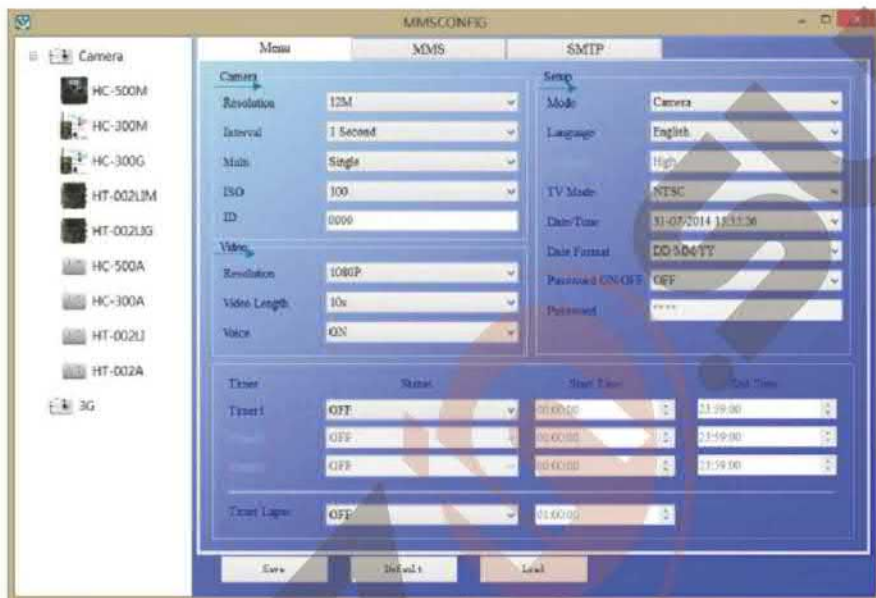 MMSCONFIG
Camera
HC-500M
HC-300M
HC-300G
HT-002LIM
HT-002LIG
HC-500A
HC-300A
HT-002LI
HT-002A
3G
Menu MMS SMTP
Camera
Resolution 12M
Interval 1 Second
Multi Single
ISO 100
ID 0000
Video
Resolution 1080P
Video Length 10s
Voice ON
Setup
Mode Camera
Language English
High
TV Mode NTSC
Date/Time 31-07-2014
Date Format DD/MM/YY
Password ON/OFF OFF
Password ****
Timer Status Start Time End Time
Timer1 OFF 00:00:00 23:59:00
OFF 00:00:00 23:59:00
OFF 00:00:00 23:59:00
Timer Lapse OFF 01:00:00
Save Default Load